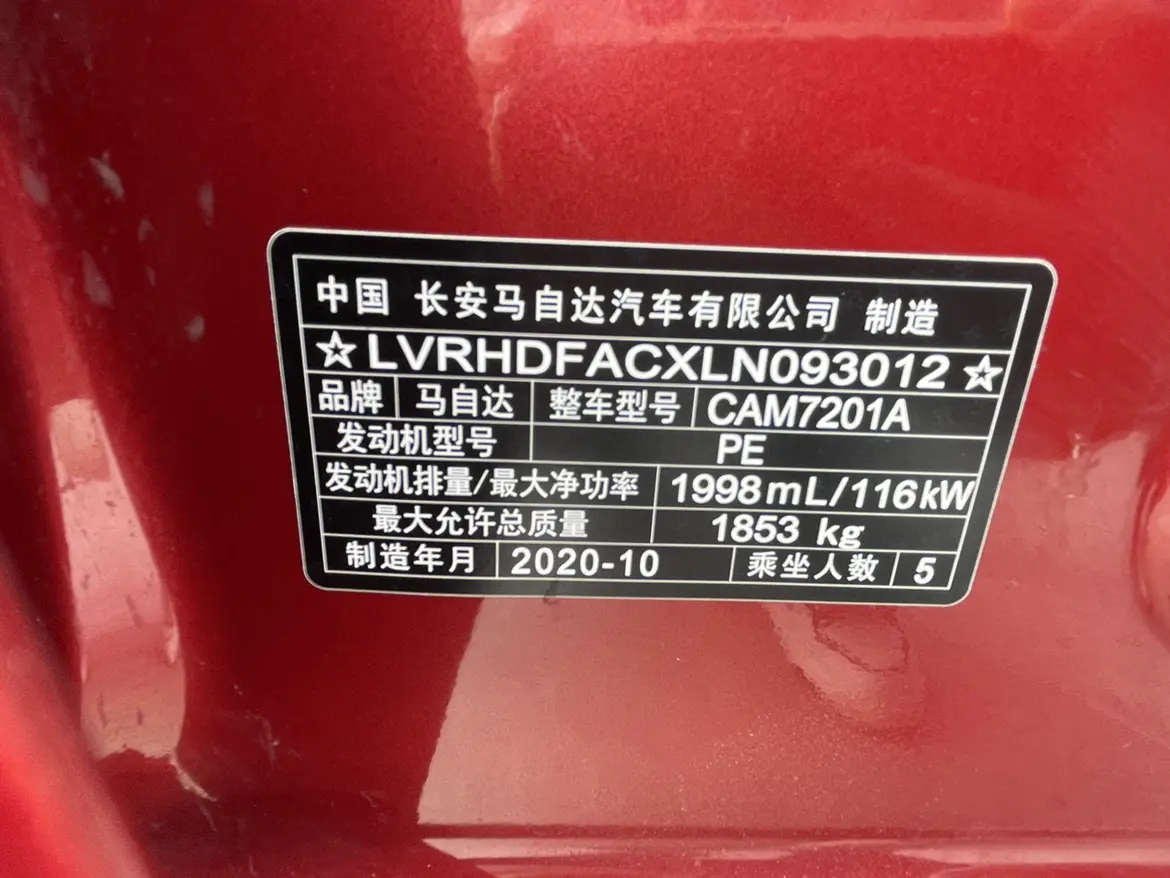 中国 长安马自达汽车有限公司 制造
☆LVRHDFACXLN093012☆
品牌 马自达 整车型号 CAM7201A
发动机型号 PE
发动机排量/最大净功率 1998mL/116kW
最大允许总质量 1853 kg
制造年月 2020-10 乘坐人数 5